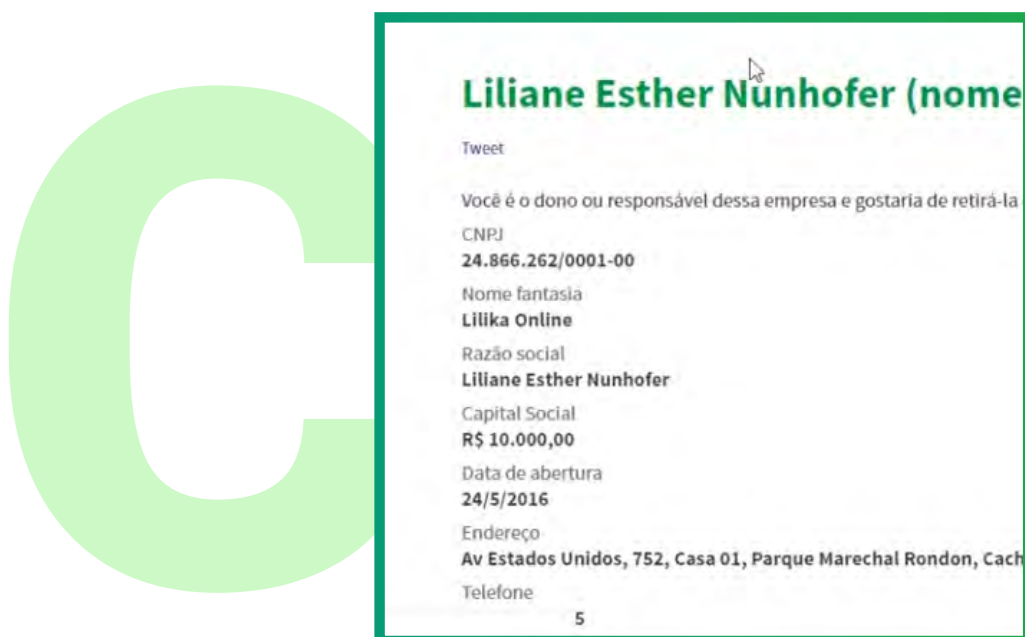 C
Liliane Esther Nunhofer (nome
Tweet
Você é o dono ou responsável dessa empresa e gostaria de retirá-la
CNPJ
24.866.262/0001-00
Nome fantasia
Lilika Online
Razão social
Liliane Esther Nunhofer
Capital Social
R$ 10.000,00
Data de abertura
24/5/2016
Endereço
Av Estados Unidos, 752, Casa 01, Parque Marechal Rondon, Cach
Telefone
5